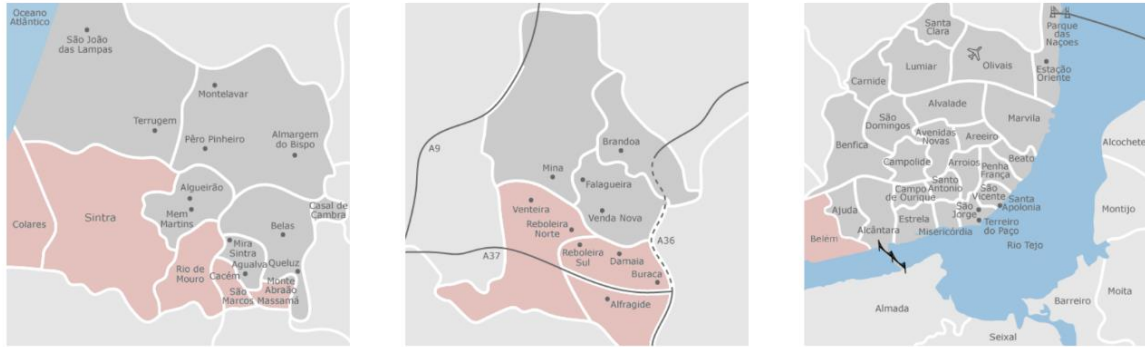 Oceano
Atlântico
São João
das Lampas
Montelavar
Terrugem
Pêro Pinheiro
Almargem
do Bispo
Algueirão
Mem
Martins
Sintra
Colares
Casal de
Cambra
Belas
Mira
Sintra
Agualva
Queluz
Rio de
Mouro
Cacém
São
Marcos
Monte
Abraão
Massamá
A9
Brandoa
Mina
Falagueira
Venteira
Venda Nova
Reboleira
Norte
A36
Reboleira
Sul
A37
Damaia
Buraca
Alfragide
Santa
Clara
Parque
das
Naçoes
Lumiar
Olivais
Estação
Oriente
Carnide
Alvalade
Marvila
São
Domingos
Avenidas
Novas
Areeiro
Benfica
Alcochete
Campolide
Arroios
Penha
França
Beato
Santo
Antonio
Campo
de Ourique
São
Vicente
Santa
Apolonia
Ajuda
Estrela
São
Jorge
Montijo
Belém
Alcântara
Misericórdia
Terreiro
do Paço
Rio Tejo
Moita
Almada
Barreiro
Seixal